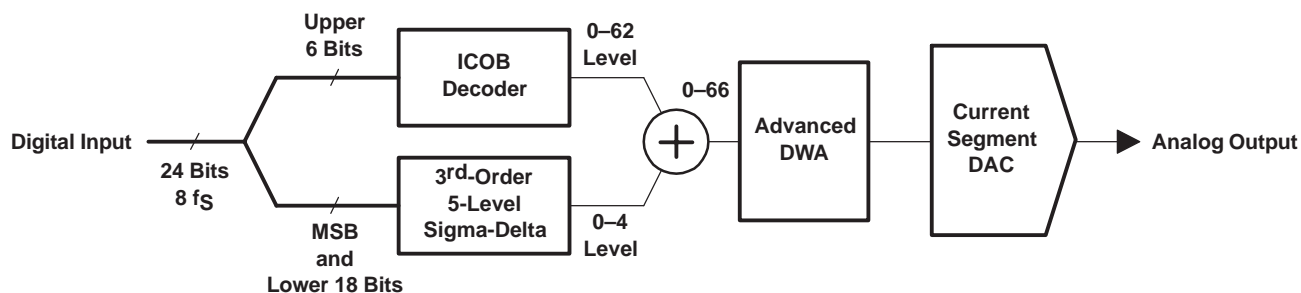 Upper
6 Bits
ICOB
Decoder
0–62
Level
0–66
Digital Input
24 Bits
8 fS
+
Advanced
DWA
Current
Segment
DAC
Analog Output
3rd-Order
5-Level
Sigma-Delta
MSB
and
Lower 18 Bits
0–4
Level